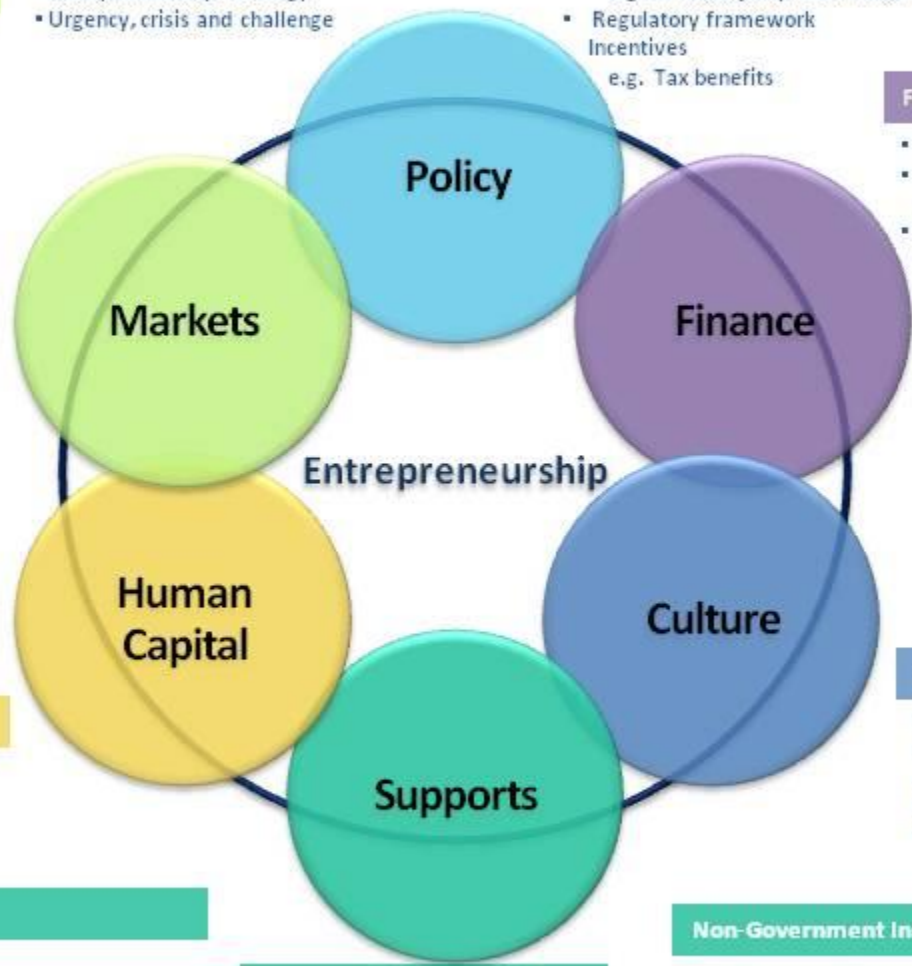 ▪ Urgency, crisis and challenge
▪ Regulatory framework
Incentives
e.g. Tax benefits
Policy
Markets
Finance
Entrepreneurship
Human
Capital
Culture
Supports
Non-Government In